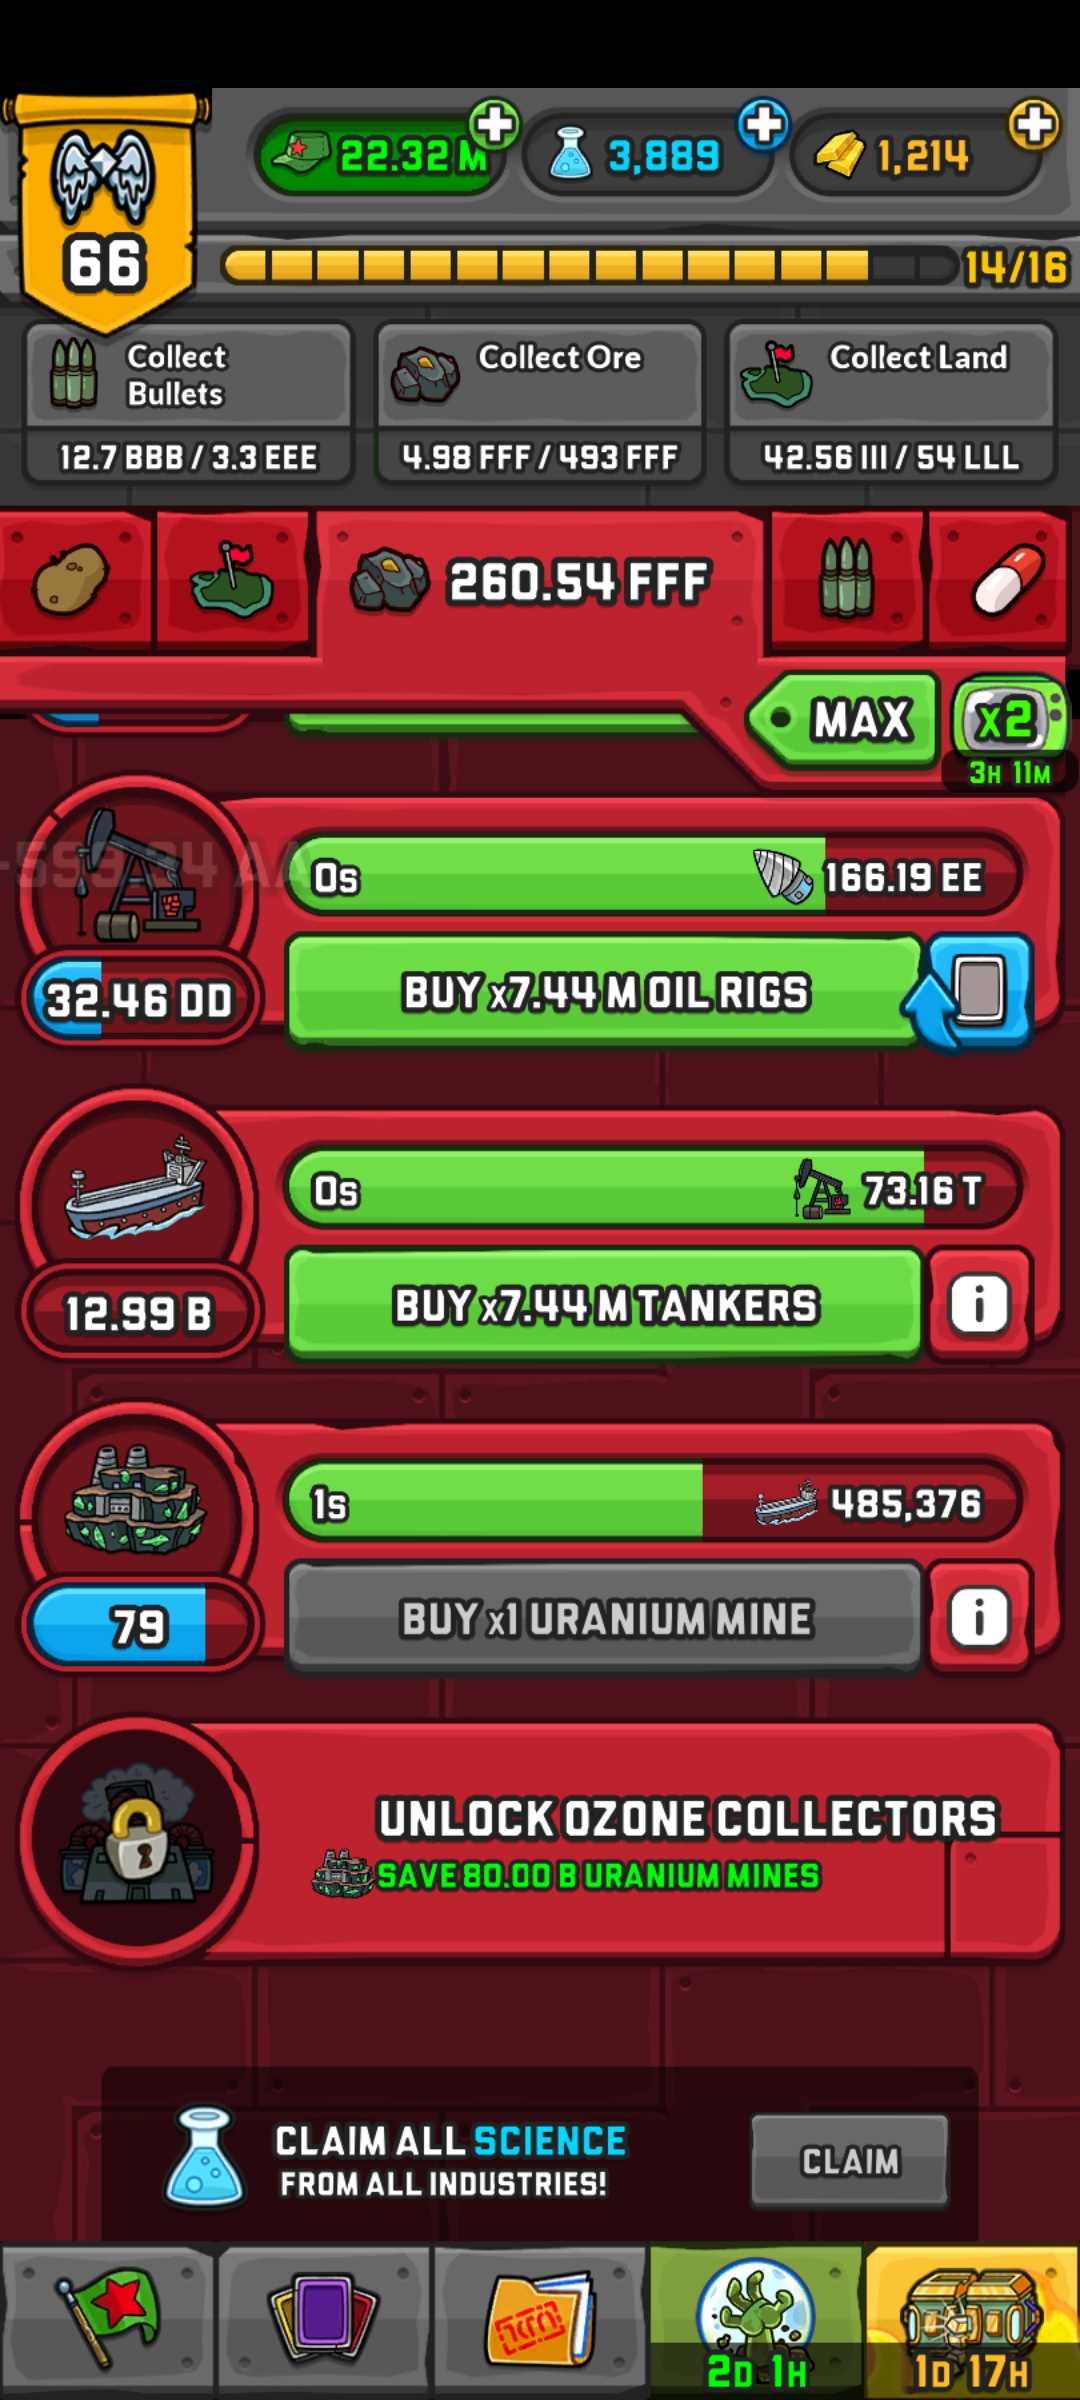 22.32 M
3,889
1,214
66
14/16
Collect
Bullets
12.7 BBB / 3.3 EEE
Collect Ore
4.98 FFF / 493 FFF
Collect Land
42.56 III / 54 LLL
260.54 FFF
MAX
x2
3H 11M
0s
166.19 EE
32.46 DD
BUY x7.44 M OIL RIGS
0s
73.16 T
12.99 B
BUY x7.44 M TANKERS
i
1s
485,376
79
BUY x1 URANIUM MINE
i
UNLOCK OZONE COLLECTORS
SAVE 80.00 B URANIUM MINES
CLAIM ALL SCIENCE
FROM ALL INDUSTRIES!
CLAIM
2D 1H
1D 17H